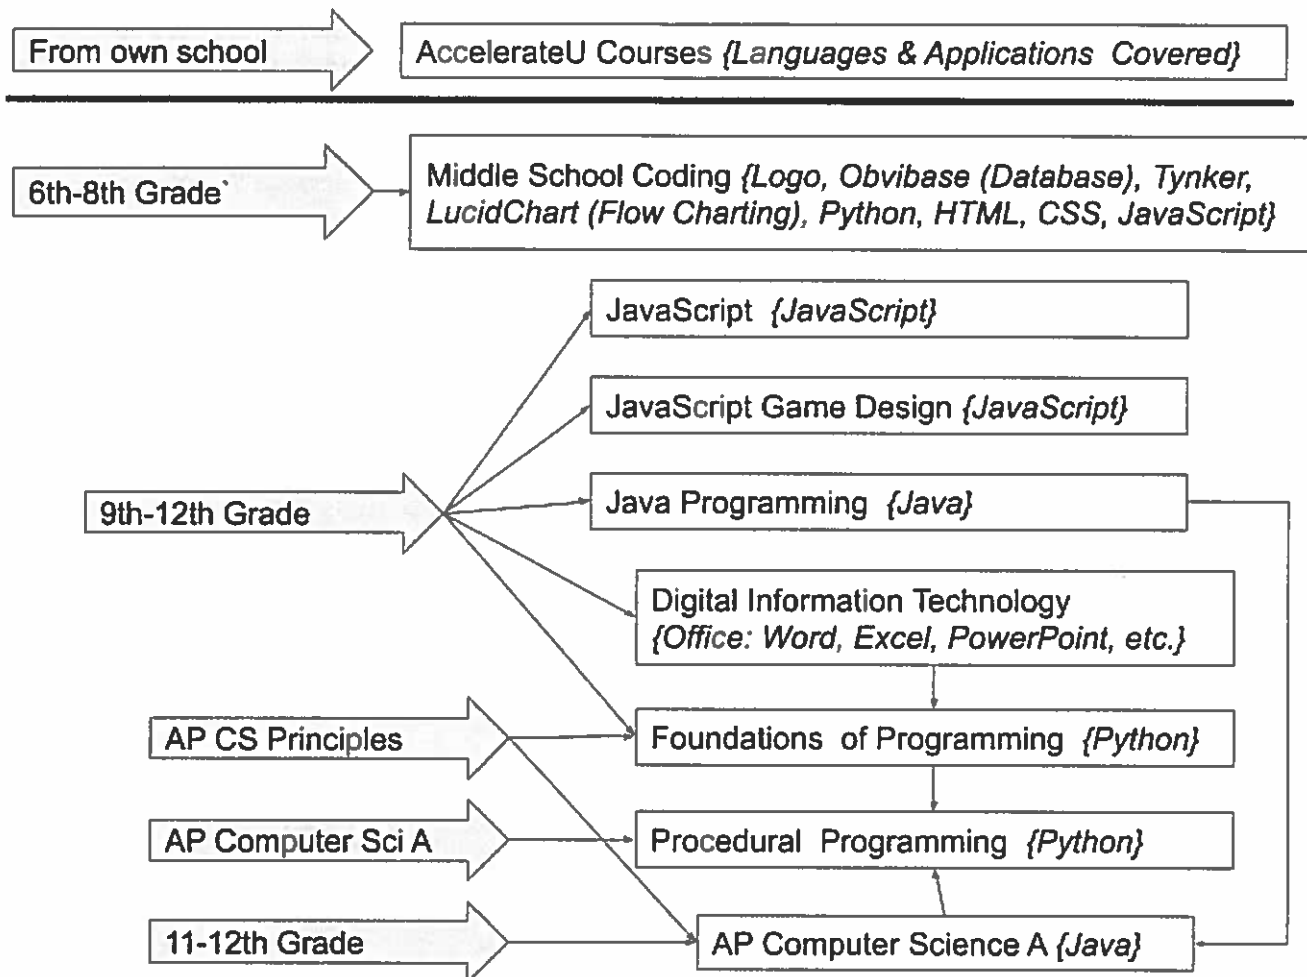 From own school
AccelerateU Courses {Languages & Applications Covered}
6th-8th Grade`
Middle School Coding {Logo, Obvibase (Database), Tynker,
LucidChart (Flow Charting), Python, HTML, CSS, JavaScript}
JavaScript {JavaScript}
JavaScript Game Design {JavaScript}
9th-12th Grade
Java Programming {Java}
Digital Information Technology
{Office: Word, Excel, PowerPoint, etc.}
AP CS Principles
Foundations of Programming {Python}
AP Computer Sci A
Procedural Programming {Python}
11-12th Grade
AP Computer Science A {Java}